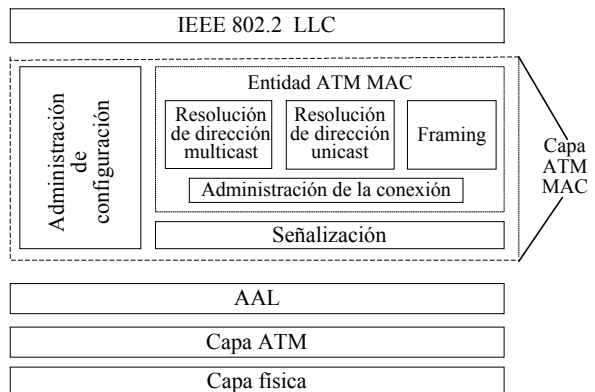 IEEE 802.2 LLC
Administración
de
configuración
Entidad ATM MAC
Resolución
de dirección
multicast
Resolución
de dirección
unicast
Framing
Administración de la conexión
Señalización
Capa
ATM
MAC
AAL
Capa ATM
Capa física